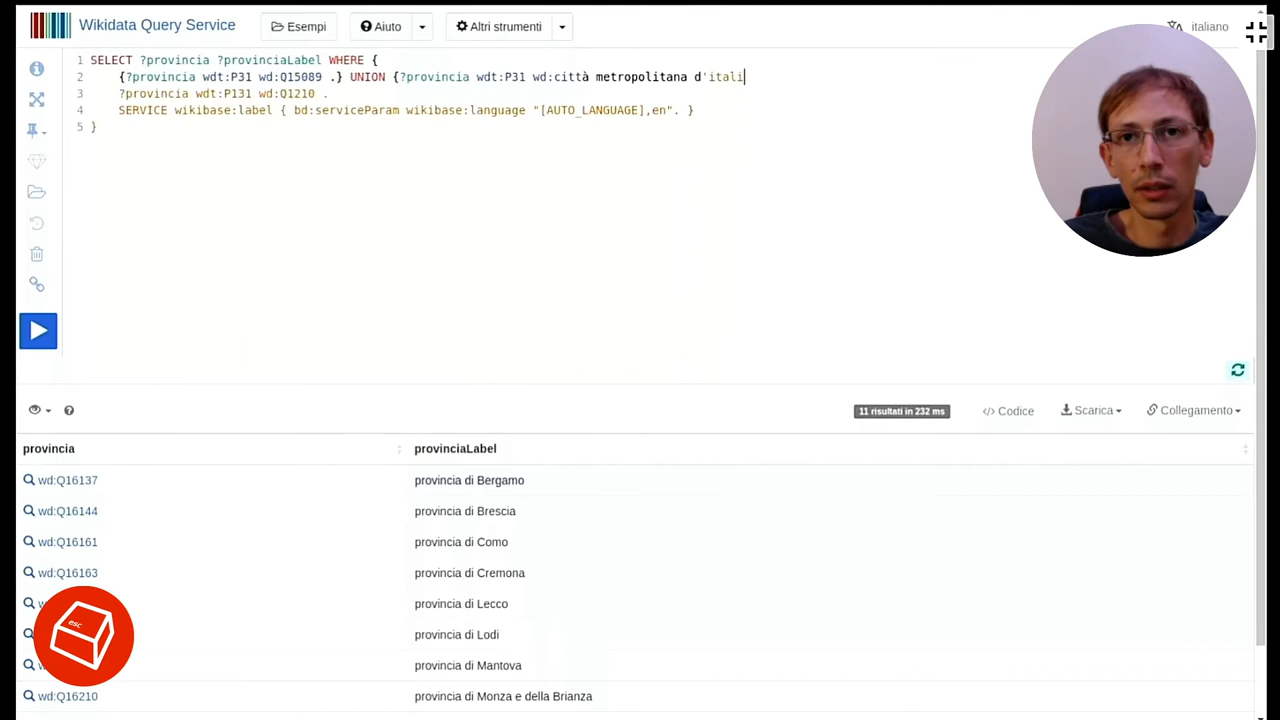 Wikidata Query Service
Esempi
Aiuto
Altri strumenti
italiano
1 SELECT ?provincia ?provinciaLabel WHERE {
2 {?provincia wdt:P31 wd:Q15089 .} UNION {?provincia wdt:P31 wd:città metropolitana d'itali
3 ?provincia wdt:P131 wd:Q1210 .
4 SERVICE wikibase:label { bd:serviceParam wikibase:language "[AUTO_LANGUAGE],en". }
5 }
11 risultati in 232 ms
</> Codice
Scarica
Collegamento
provincia provinciaLabel
wd:Q16137 provincia di Bergamo
wd:Q16144 provincia di Brescia
wd:Q16161 provincia di Como
wd:Q16163 provincia di Cremona
provincia di Lecco
provincia di Lodi
provincia di Mantova
wd:Q16210 provincia di Monza e della Brianza
esc